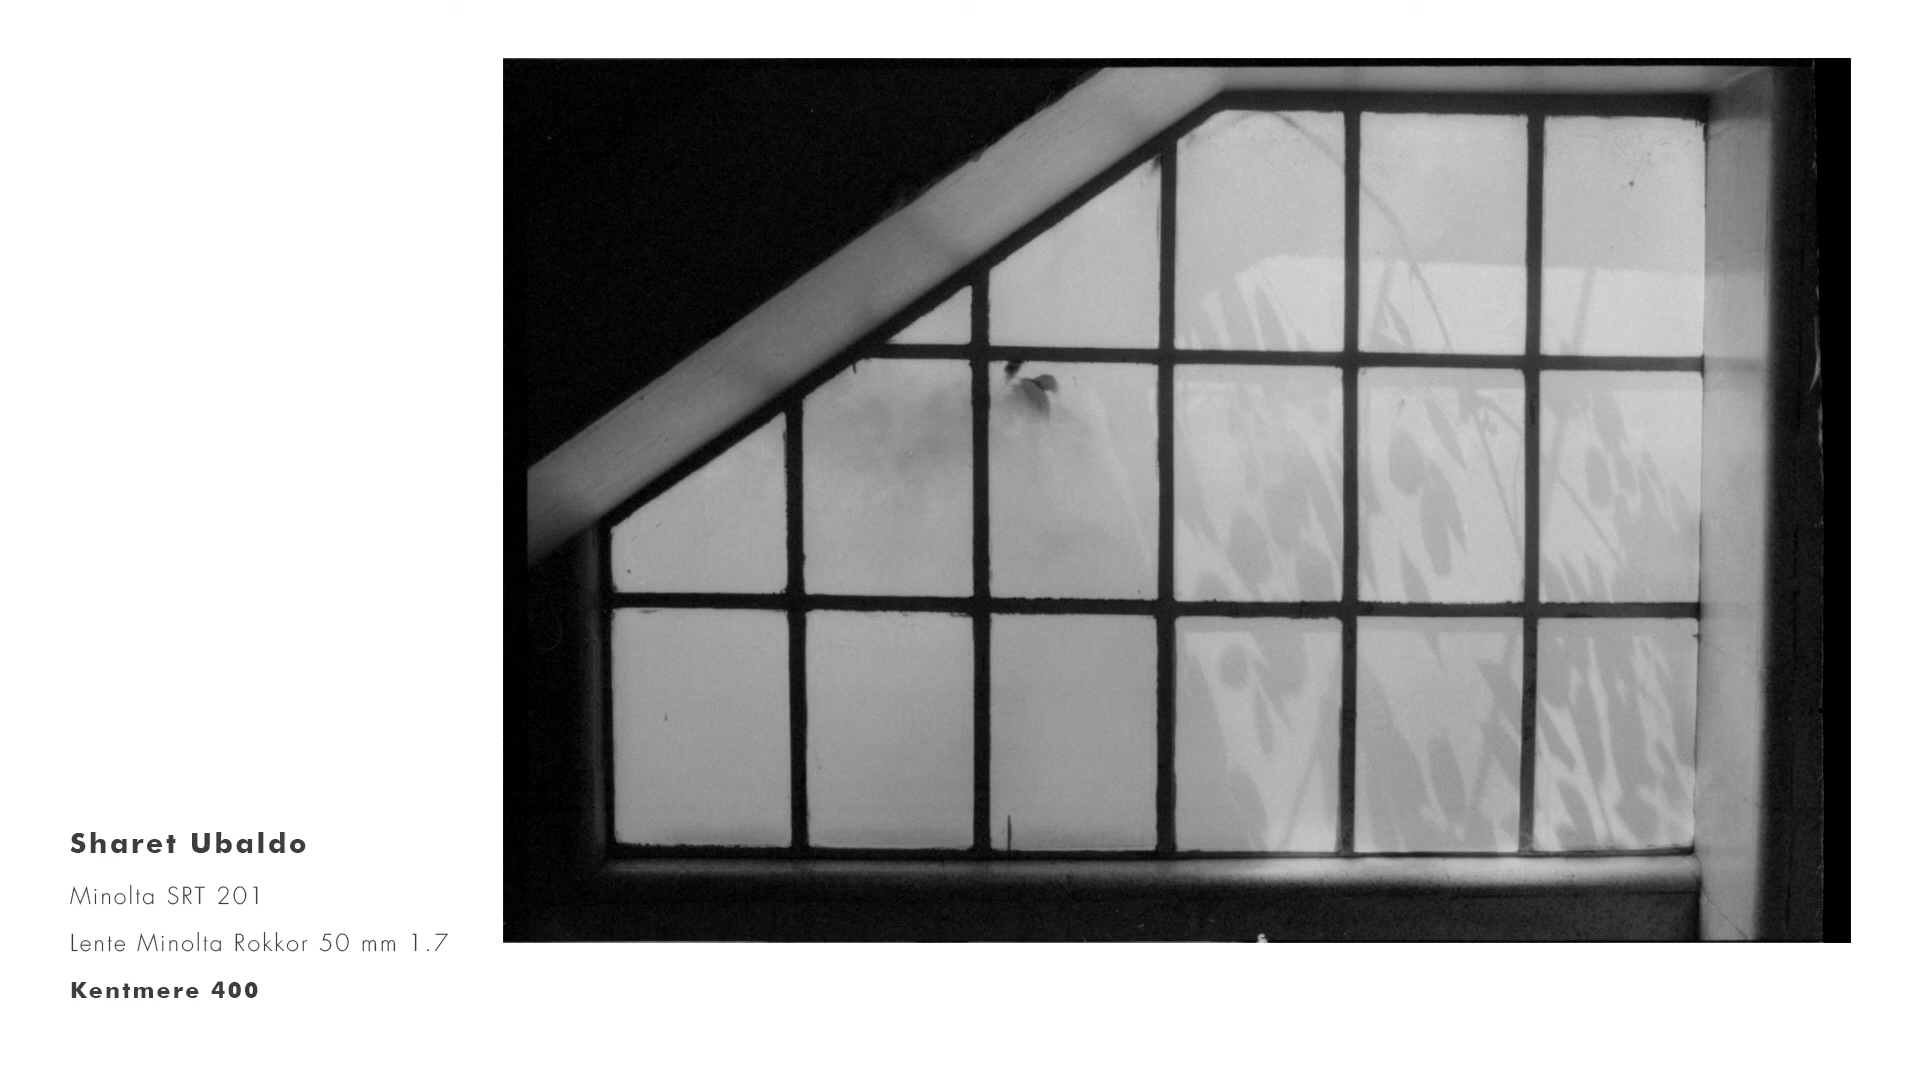 Sharet Ubaldo
Minolta SRT 201
Lente Minolta Rokkor 50 mm 1.7
Kentmere 400